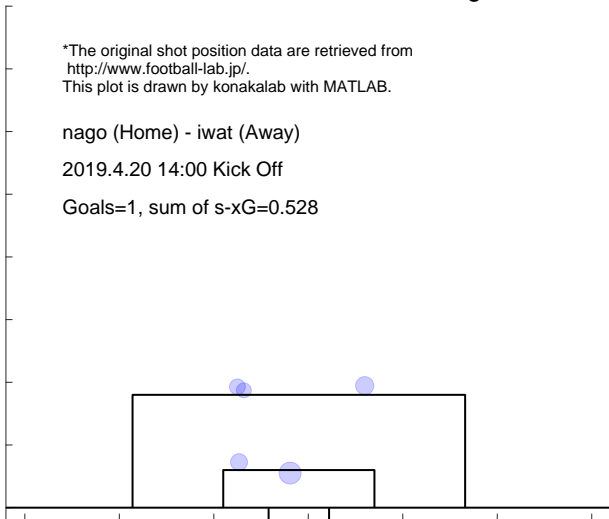 *The original shot position data are retrieved from
http://www.football-lab.jp/.
This plot is drawn by konakalab with MATLAB.
nago (Home) - iwat (Away)
2019.4.20 14:00 Kick Off
Goals=1, sum of s-xG=0.528